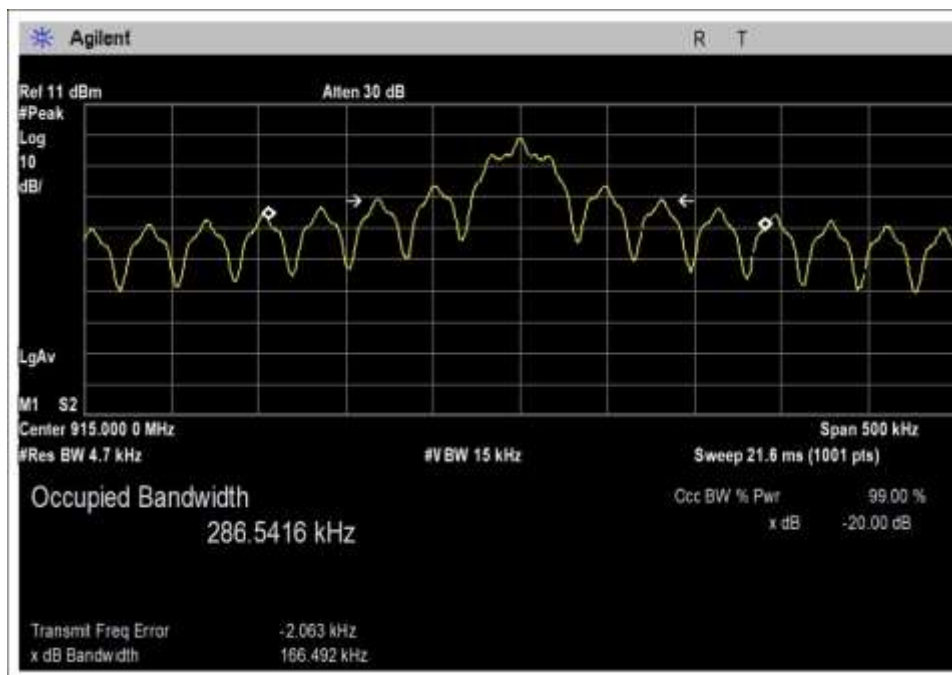 Agilent R T
Ref 11 dBm Atten 30 dB
#Peak
Log
10
dB/
LgAv
M1 S2
Center 915.000 0 MHz Span 500 kHz
#Res BW 4.7 kHz #VBW 15 kHz Sweep 21.6 ms (1001 pts)
Occupied Bandwidth Occ BW % Pwr 99.00 %
286.5416 kHz x dB -20.00 dB
Transmit Freq Error -2.063 kHz
x dB Bandwidth 166.492 kHz